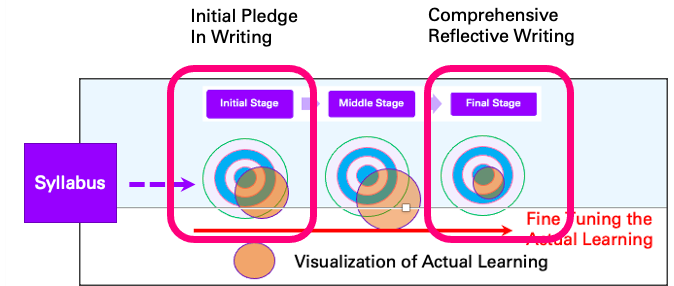 Initial Pledge
In Writing
Comprehensive
Reflective Writing
Initial Stage
Middle Stage
Final Stage
Syllabus
Fine Tuning the
Actual Learning
Visualization of Actual Learning